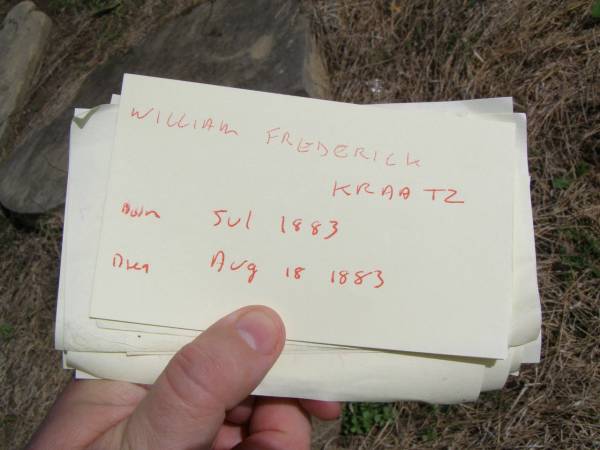 WILLIAM FREDERICK
KRAATZ
Born Jul 1883
Died Aug 18 1883